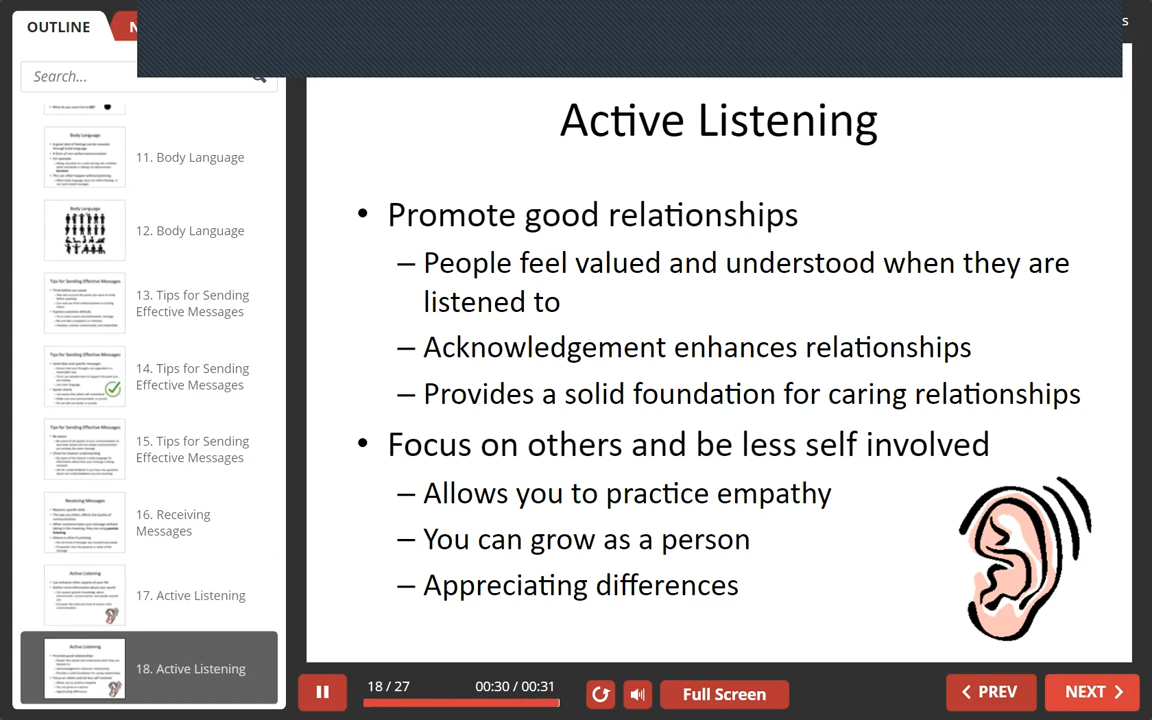 OUTLINE
N
s
Search...
11. Body Language
12. Body Language
13. Tips for Sending
Effective Messages
14. Tips for Sending
Effective Messages
15. Tips for Sending
Effective Messages
16. Receiving
Messages
17. Active Listening
18. Active Listening
Active Listening
• Promote good relationships
– People feel valued and understood when they are
listened to
– Acknowledgement enhances relationships
– Provides a solid foundation for caring relationships
• Focus on others and be less self involved
– Allows you to practice empathy
– You can grow as a person
– Appreciating differences
18 / 27
00:30 / 00:31
Full Screen
PREV
NEXT